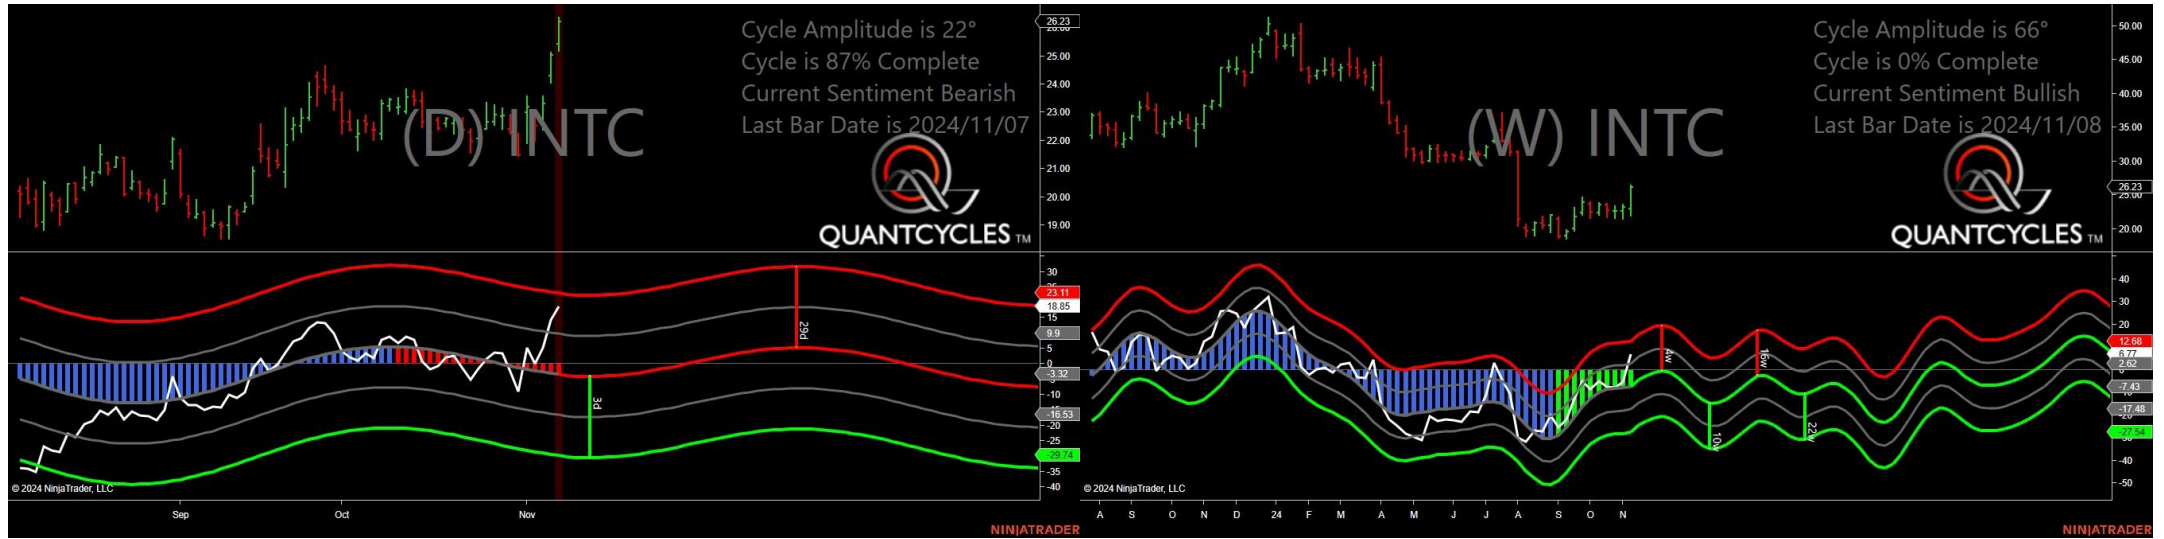 Cycle Amplitude is 22°
Cycle is 87% Complete
Current Sentiment Bearish
Last Bar Date is 2024/11/07
(D) INTC
QUANTCYCLES TM
26.23
25.00
24.00
23.00
22.00
21.00
20.00
19.00
30
23.11
18.85
15
9.9
5
0
-3.32
-10
-16.53
-20
-25
-29.74
-35
-40
29d
3d
© 2024 NinjaTrader, LLC
Sep Oct Nov
NINJATRADER
Cycle Amplitude is 66°
Cycle is 0% Complete
Current Sentiment Bullish
Last Bar Date is 2024/11/08
(W) INTC
QUANTCYCLES TM
50.00
45.00
40.00
35.00
30.00
26.23
25.00
20.00
40
30
20
12.68
6.77
2.62
-7.43
-17.48
-27.54
-40
-50
4w
16w
10w
22w
© 2024 NinjaTrader, LLC
A S O N D 24 F M A M J J A S O N
NINJATRADER